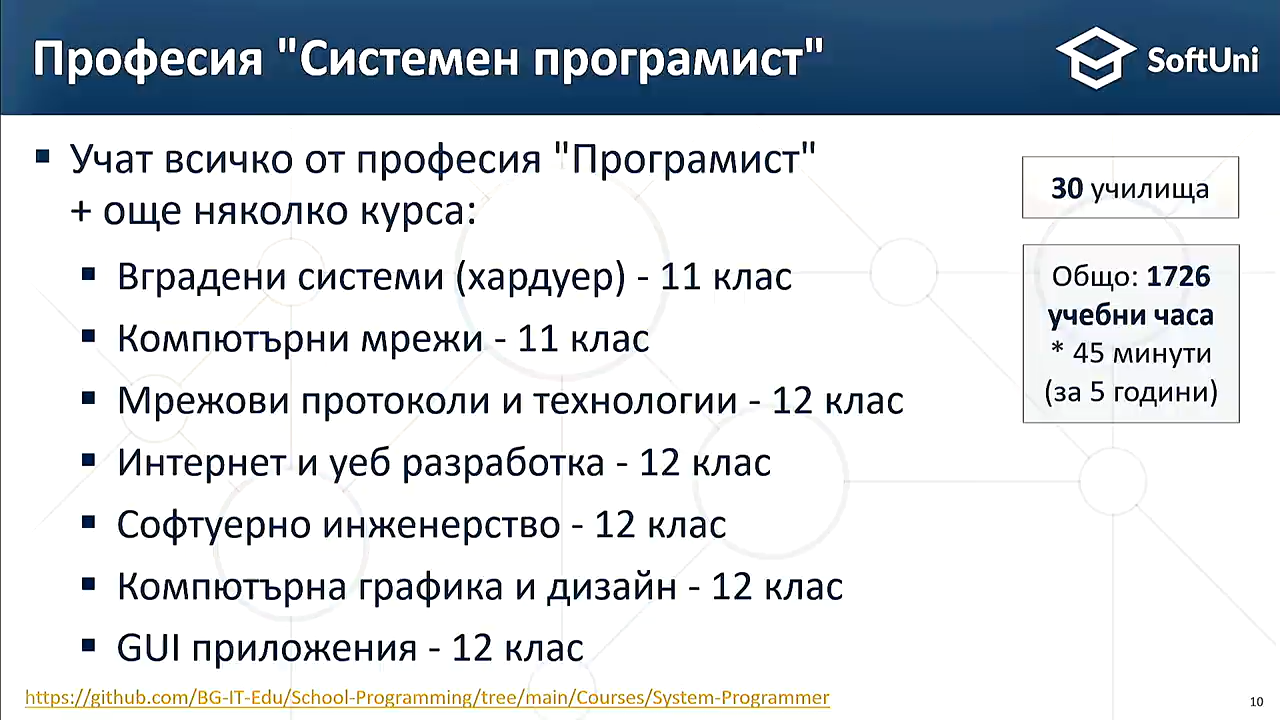 Професия "Системен програмист"
SoftUni
▪ Учат всичко от професия "Програмист"
+ още няколко курса:
▪ Вградени системи (хардуер) - 11 клас
▪ Компютърни мрежи - 11 клас
▪ Мрежови протоколи и технологии - 12 клас
▪ Интернет и уеб разработка - 12 клас
▪ Софтуерно инженерство - 12 клас
▪ Компютърна графика и дизайн - 12 клас
▪ GUI приложения - 12 клас
30 училища
Общо: 1726
учебни часа
* 45 минути
(за 5 години)
https://github.com/BG-IT-Edu/School-Programming/tree/main/Courses/System-Programmer
10